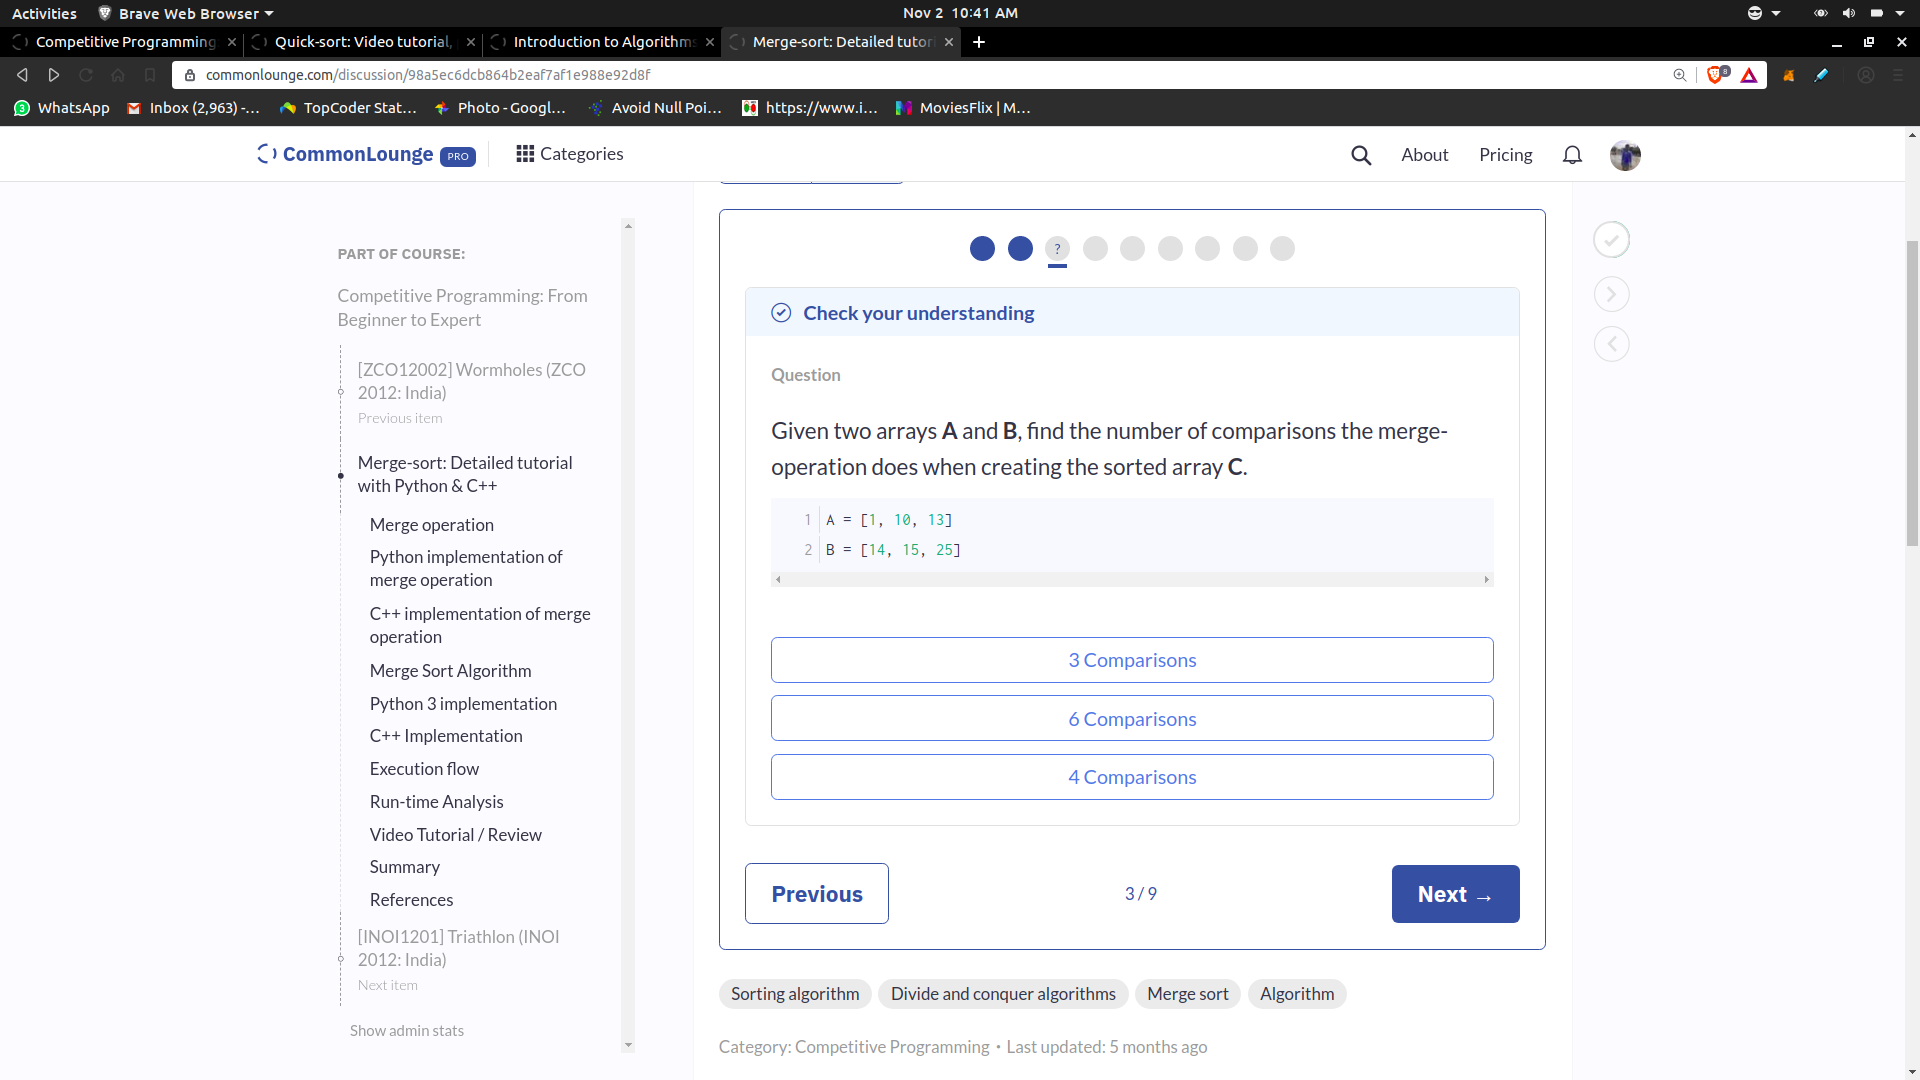 Activities
Brave Web Browser
Nov 2 10:41 AM
Competitive Programming
Quick-sort: Video tutorial,
Introduction to Algorithms
Merge-sort: Detailed tutori
commonlounge.com/discussion/98a5ec6dcb864b2eaf7af1e988e92d8f
8
3
WhatsApp
Inbox (2,963) -...
TopCoder Stat...
Photo - Googl...
Avoid Null Poi...
https://www.i...
MoviesFlix | M...
CommonLounge PRO
Categories
About
Pricing
PART OF COURSE:
Competitive Programming: From
Beginner to Expert
[ZCO12002] Wormholes (ZCO
2012: India)
Previous item
Merge-sort: Detailed tutorial
with Python & C++
Merge operation
Python implementation of
merge operation
C++ implementation of merge
operation
Merge Sort Algorithm
Python 3 implementation
C++ Implementation
Execution flow
Run-time Analysis
Video Tutorial / Review
Summary
References
[INOI1201] Triathlon (INOI
2012: India)
Next item
Show admin stats
?
Check your understanding
Question
Given two arrays A and B, find the number of comparisons the merge-
operation does when creating the sorted array C.
1 A = [1, 10, 13]
2 B = [14, 15, 25]
3 Comparisons
6 Comparisons
4 Comparisons
Previous
3 / 9
Next →
Sorting algorithm
Divide and conquer algorithms
Merge sort
Algorithm
Category: Competitive Programming • Last updated: 5 months ago